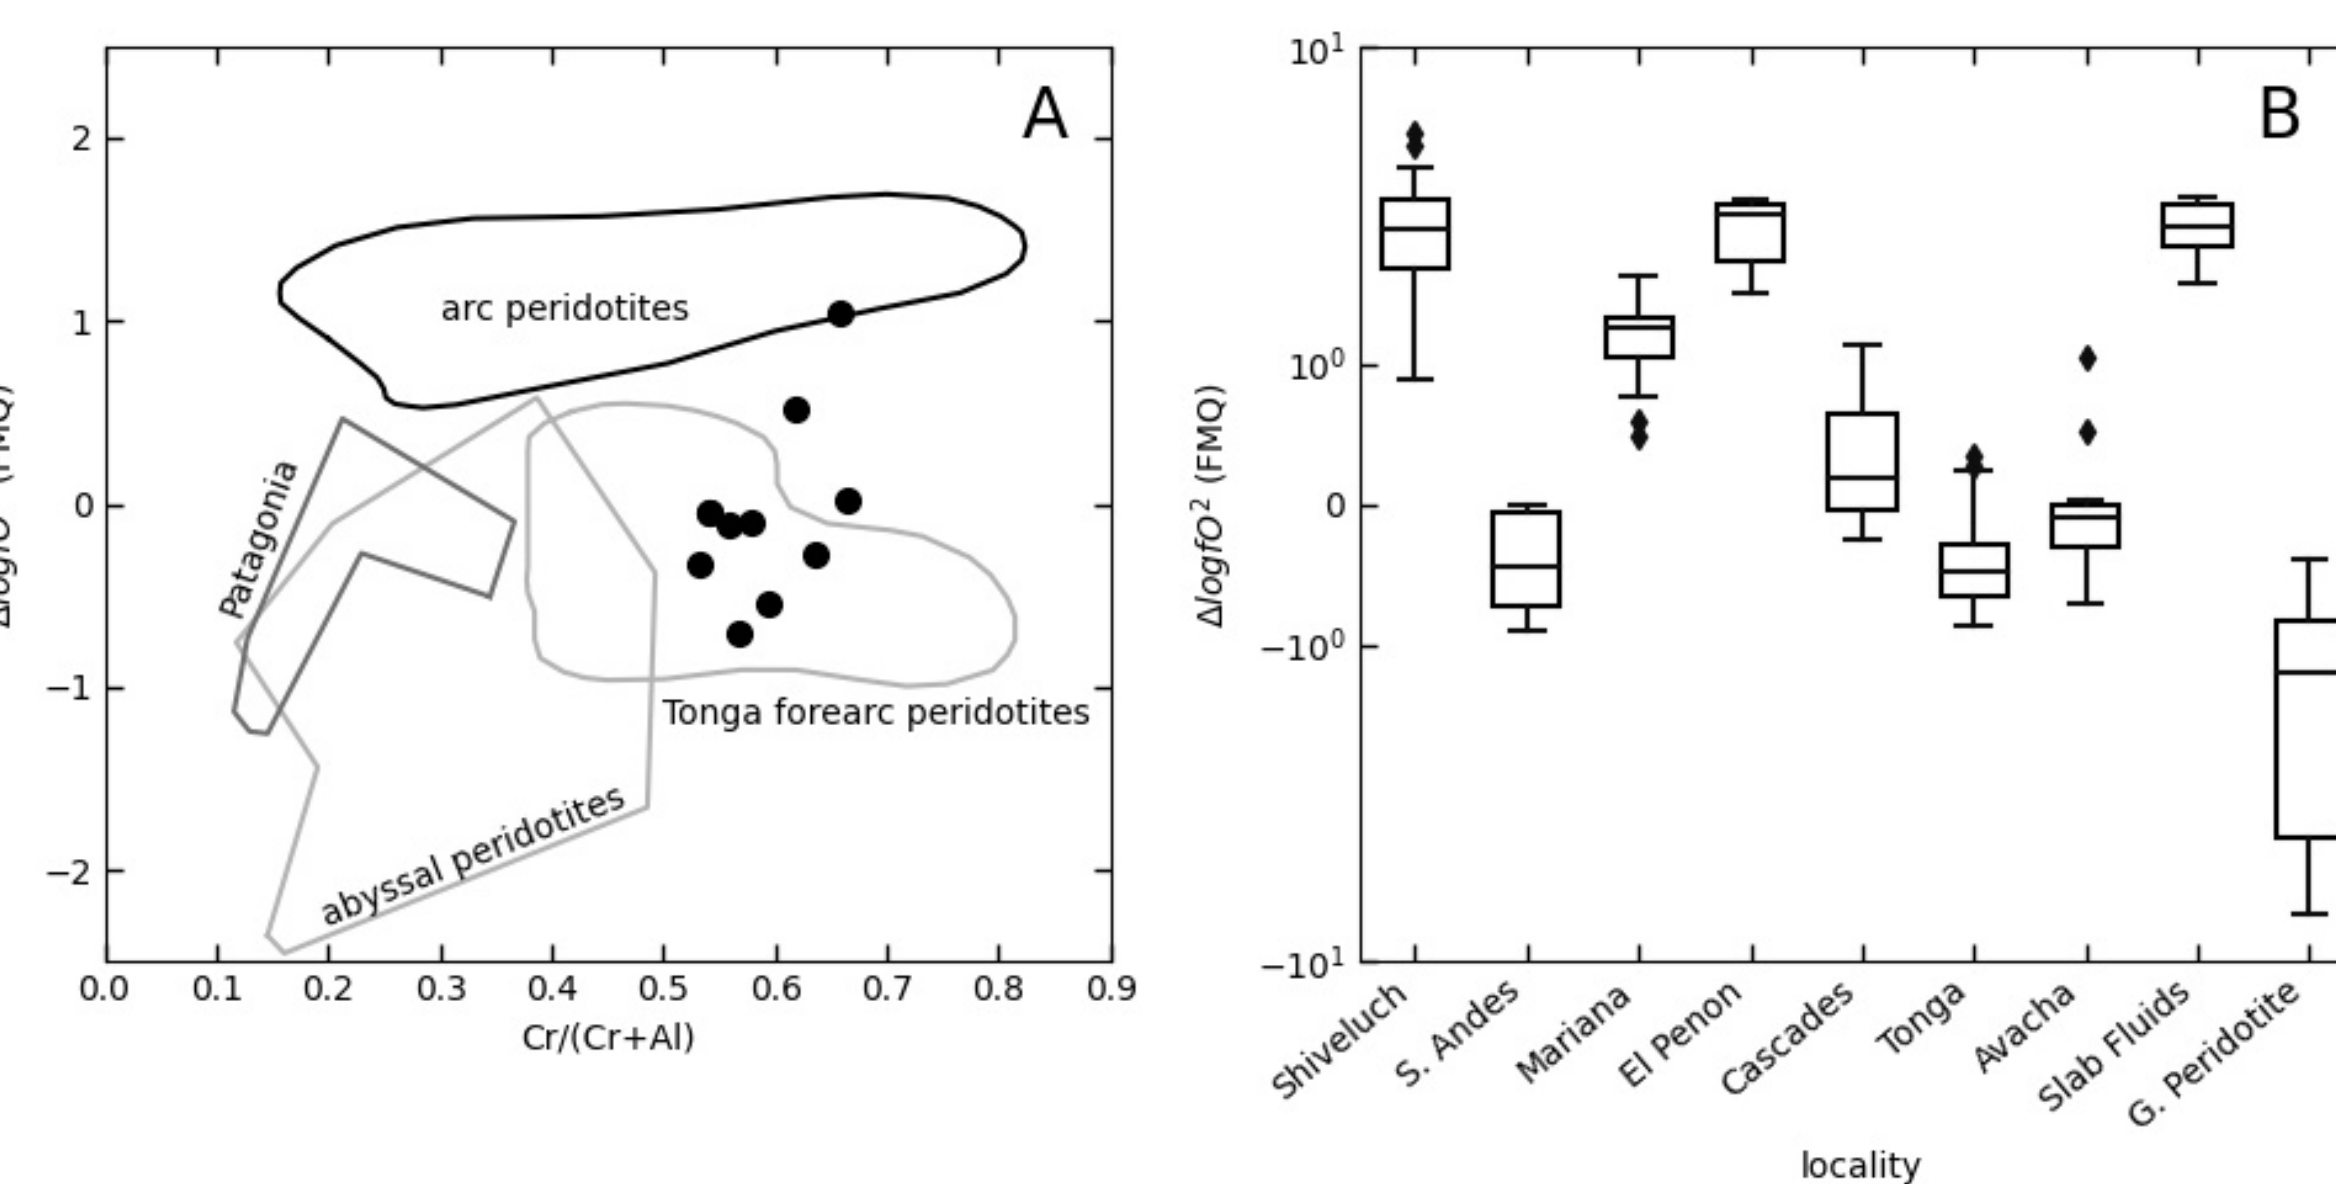 A
2
1
0
−1
−2
arc peridotites
Patagonia
Tonga forearc peridotites
abyssal peridotites
0.0 0.1 0.2 0.3 0.4 0.5 0.6 0.7 0.8 0.9
Cr/(Cr+Al)
B
10¹
10⁰
0
−10⁰
−10¹
ΔlogfO² (FMQ)
Shiveluch
S. Andes
Mariana
El Penon
Cascades
Tonga
Avacha
Slab Fluids
G. Peridotite
locality